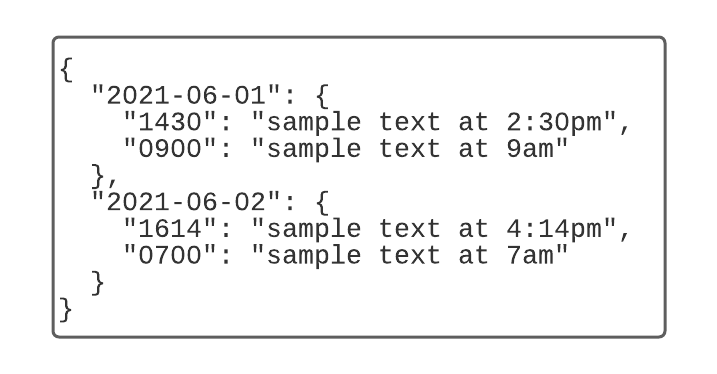 {
  "2021-06-01": {
    "1430": "sample text at 2:30pm",
    "0900": "sample text at 9am"
  },
  "2021-06-02": {
    "1614": "sample text at 4:14pm",
    "0700": "sample text at 7am"
  }
}